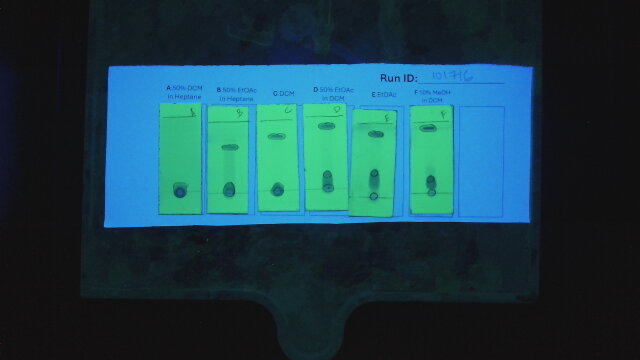 Run ID: 101716
A 50% DCM
in Heptane
B 50% EtOAc
in Heptane
C DCM
D 50% EtOAc
in DCM
E EtOAc
F 10% MeOH
in DCM
B
C
D
E
F